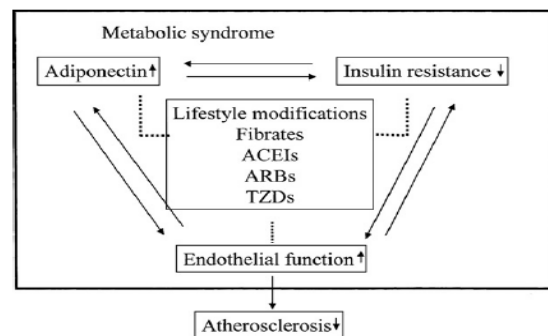 Metabolic syndrome
Adiponectin↑
Insulin resistance↓
Lifestyle modifications
Fibrates
ACEIs
ARBs
TZDs
Endothelial function↑
Atherosclerosis↓